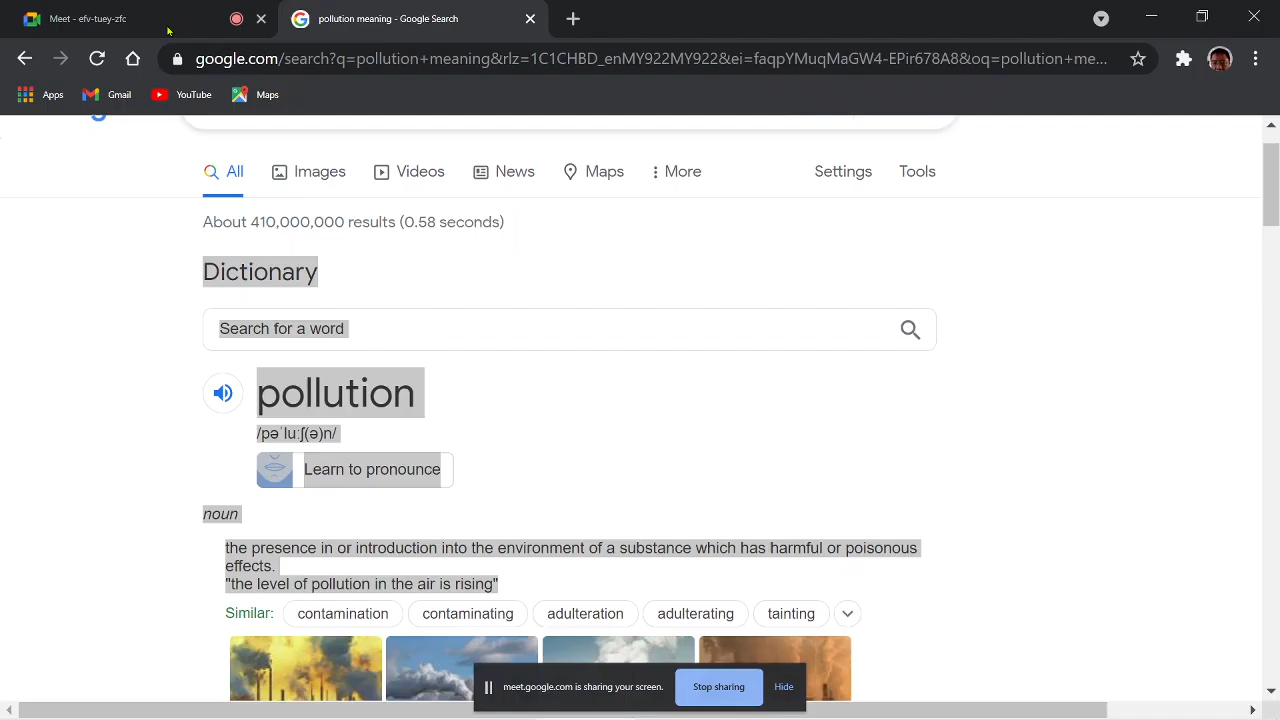 Meet - efv-tuey-zfc
pollution meaning - Google Search
google.com/search?q=pollution+meaning&rlz=1C1CHBD_enMY922MY922&ei=faqpYMuqMaGW4-EPir678A8&oq=pollution+me...
Apps Gmail YouTube Maps
All Images Videos News Maps More Settings Tools
About 410,000,000 results (0.58 seconds)
Dictionary
Search for a word
pollution
/pəˈluːʃ(ə)n/
Learn to pronounce
noun
the presence in or introduction into the environment of a substance which has harmful or poisonous
effects.
"the level of pollution in the air is rising"
Similar: contamination contaminating adulteration adulterating tainting
meet.google.com is sharing your screen. Stop sharing Hide